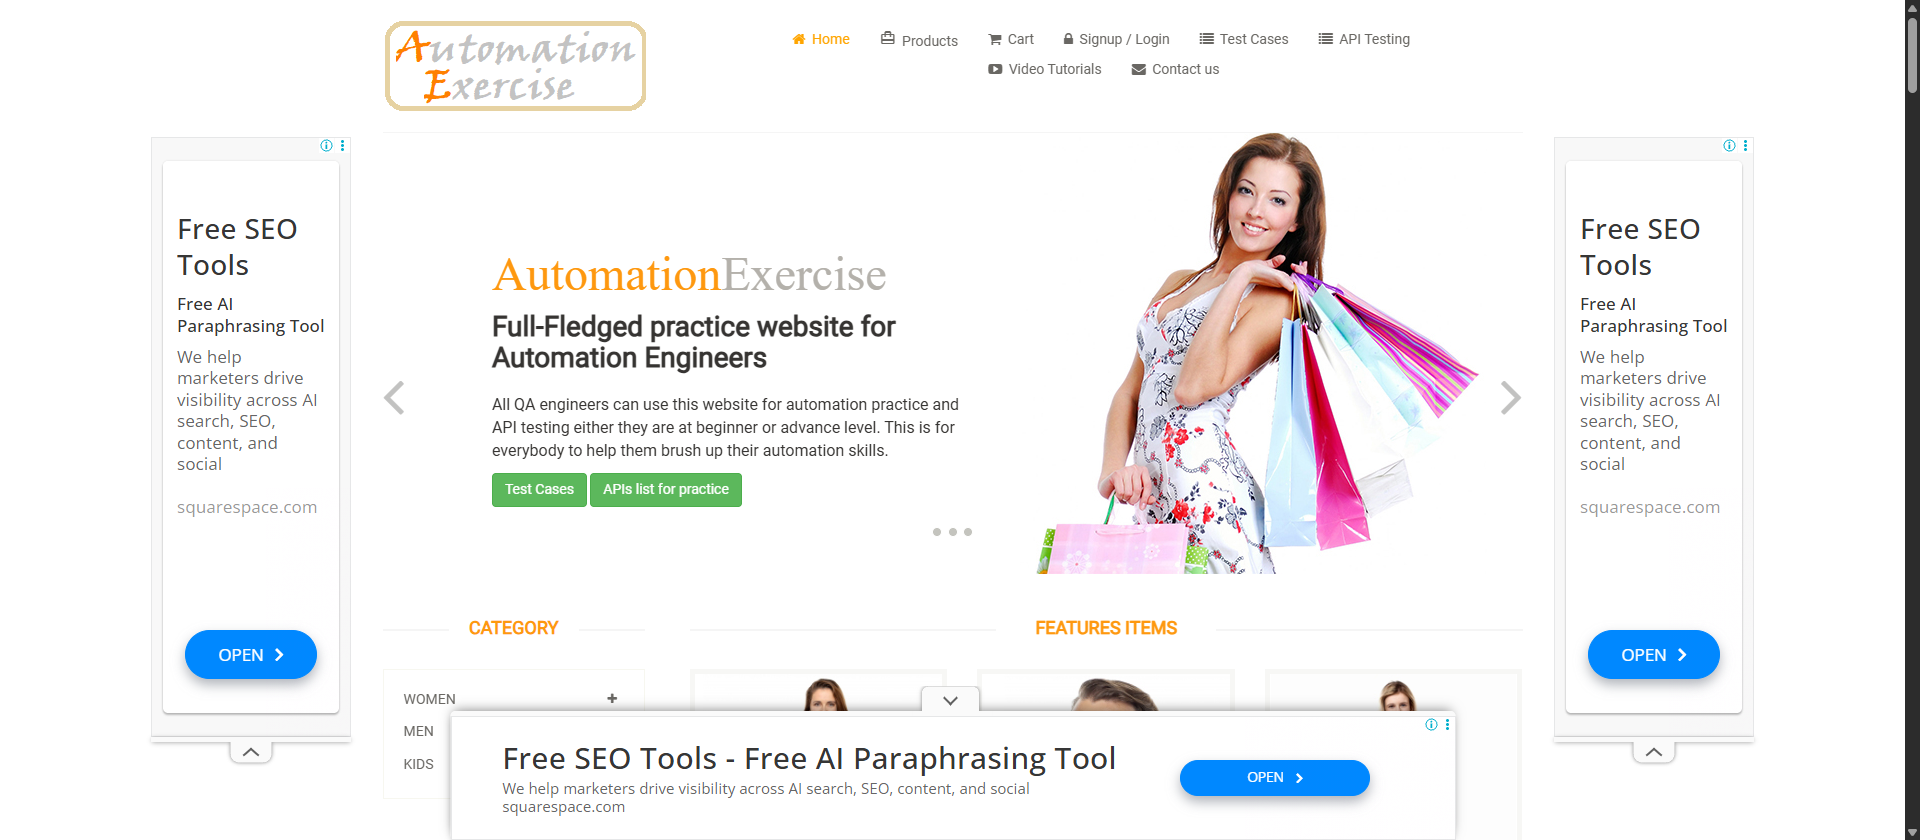 Automation
Exercise
Home
Products
Cart
Signup / Login
Test Cases
API Testing
Video Tutorials
Contact us
Free SEO
Tools
Free AI
Paraphrasing Tool
We help
marketers drive
visibility across AI
search, SEO,
content, and
social
squarespace.com
OPEN
AutomationExercise
Full-Fledged practice website for
Automation Engineers
All QA engineers can use this website for automation practice and
API testing either they are at beginner or advance level. This is for
everybody to help them brush up their automation skills.
Test Cases
APIs list for practice
Free SEO
Tools
Free AI
Paraphrasing Tool
We help
marketers drive
visibility across AI
search, SEO,
content, and
social
squarespace.com
OPEN
CATEGORY
WOMEN
MEN
KIDS
FEATURES ITEMS
Free SEO Tools - Free AI Paraphrasing Tool
We help marketers drive visibility across AI search, SEO, content, and social
squarespace.com
OPEN